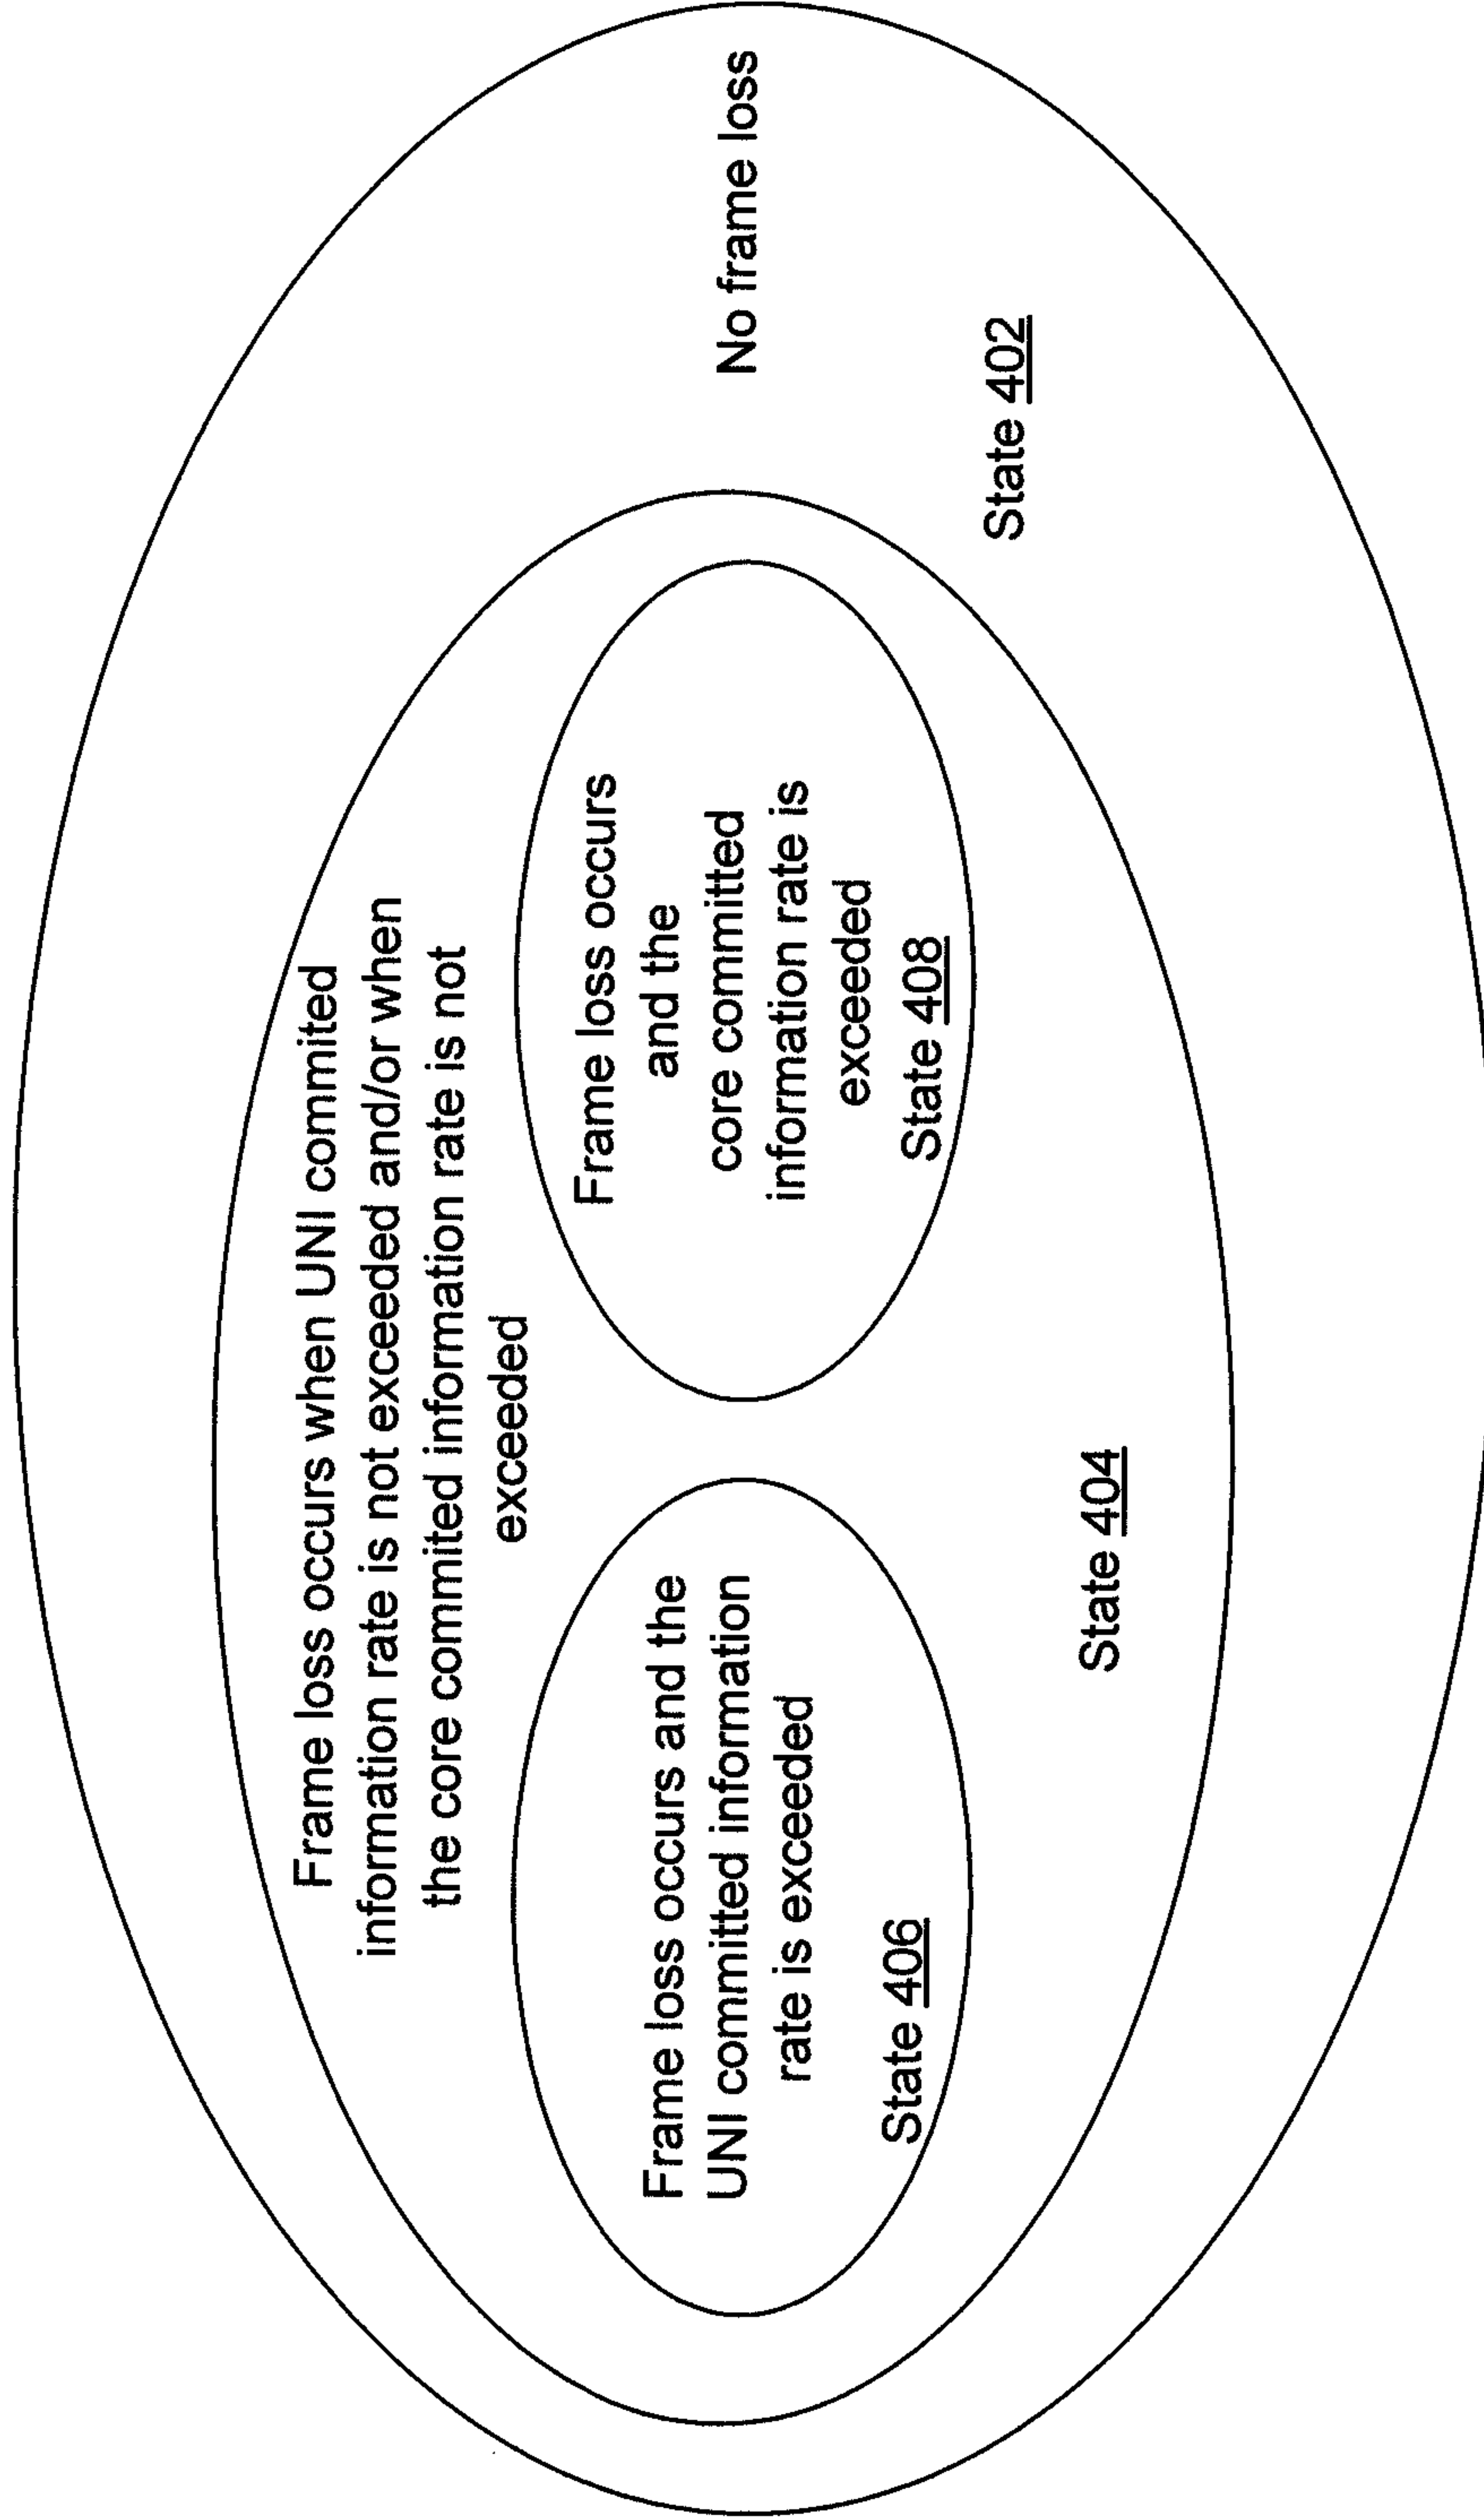 Frame loss occurs when UNI commited
information rate is not exceeded and/or when
the core commited information rate is not
exceeded
Frame loss occurs and the
UNI committed information
rate is exceeded
State 406
Frame loss occurs
and the
core committed
information rate is
exceeded
State 408
State 404
No frame loss
State 402